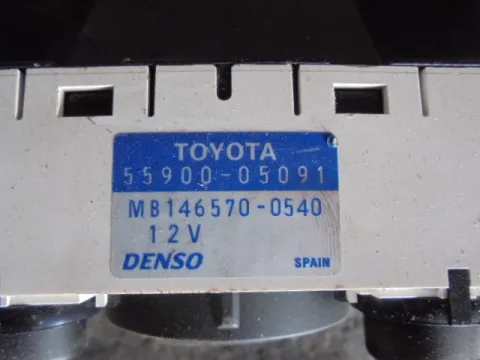 TOYOTA
55900-05091
MB146570-0540
12V
DENSO SPAIN